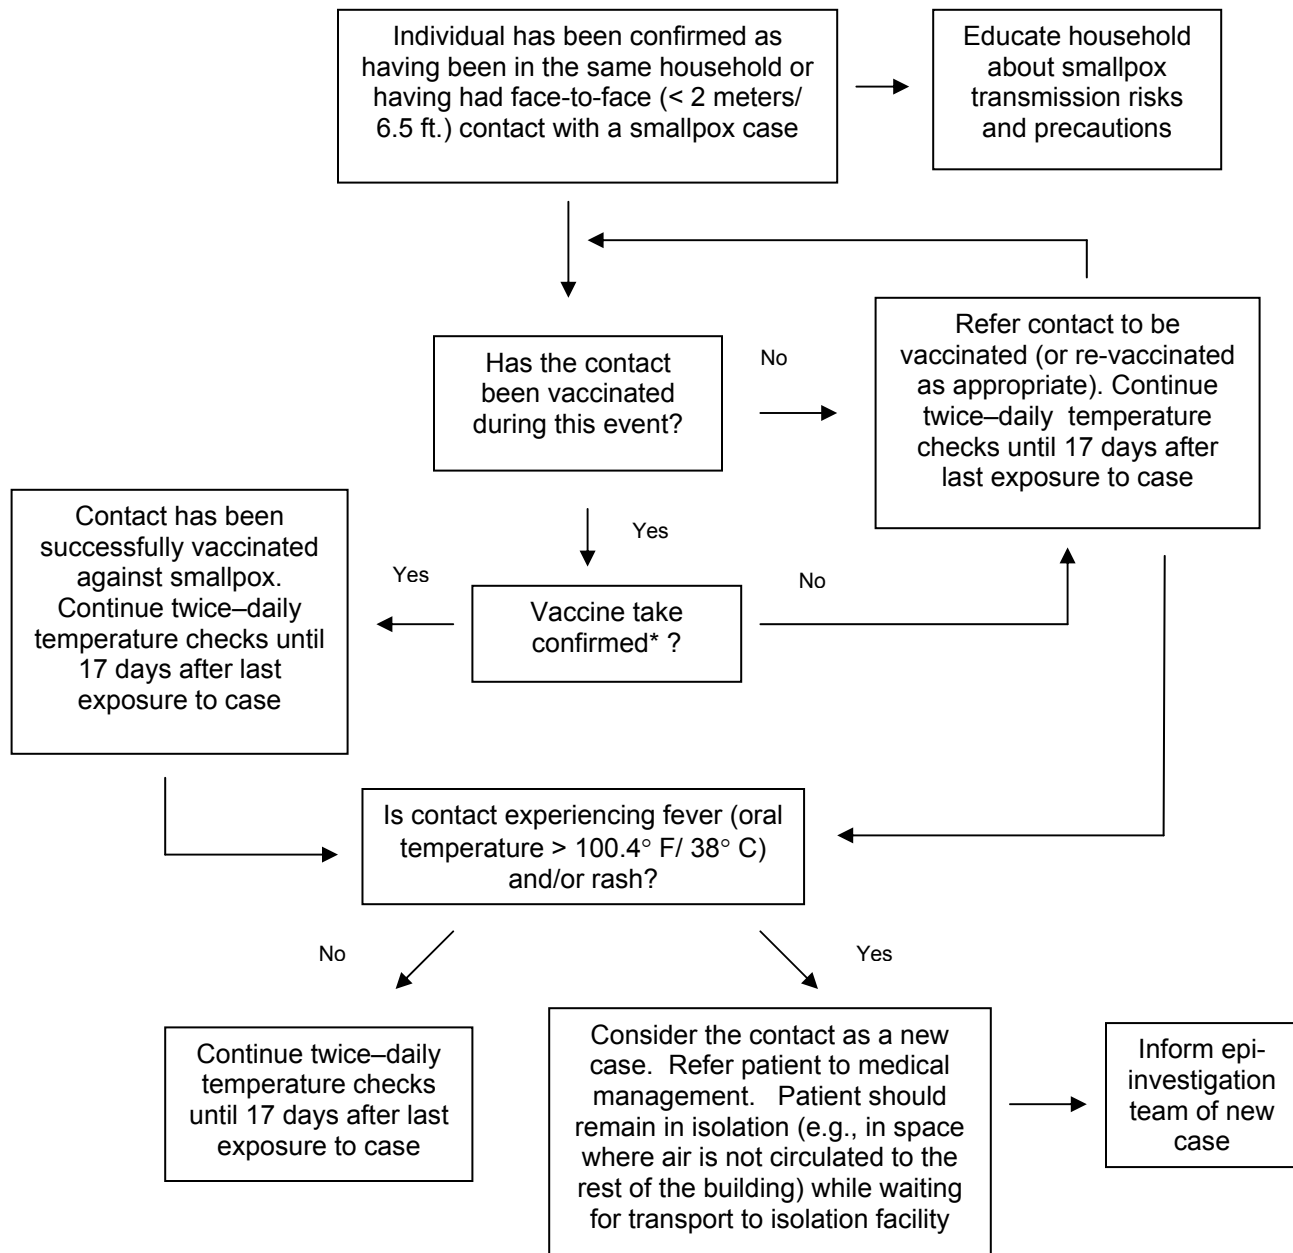 Individual has been confirmed as
having been in the same household or
having had face-to-face (< 2 meters/
6.5 ft.) contact with a smallpox case
Educate household
about smallpox
transmission risks
and precautions
Has the contact
been vaccinated
during this event?
No
Refer contact to be
vaccinated (or re-vaccinated
as appropriate). Continue
twice–daily temperature
checks until 17 days after
last exposure to case
Yes
Vaccine take
confirmed* ?
No
Yes
Contact has been
successfully vaccinated
against smallpox.
Continue twice–daily
temperature checks until
17 days after last
exposure to case
Is contact experiencing fever (oral
temperature > 100.4° F/ 38° C)
and/or rash?
No
Yes
Continue twice–daily
temperature checks
until 17 days after last
exposure to case
Consider the contact as a new
case. Refer patient to medical
management. Patient should
remain in isolation (e.g., in space
where air is not circulated to the
rest of the building) while waiting
for transport to isolation facility
Inform epi-
investigation
team of new
case